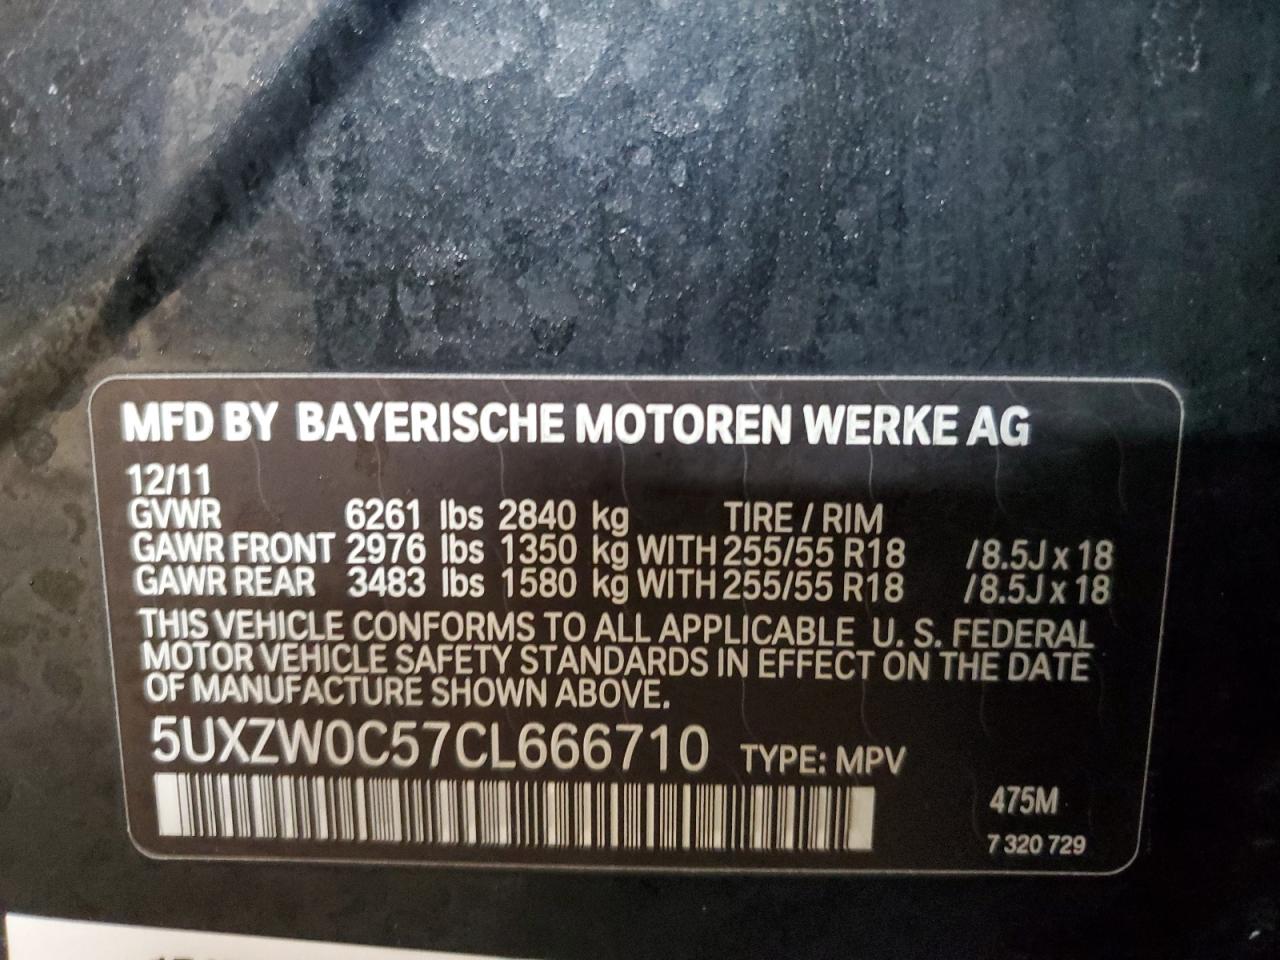 MFD BY BAYERISCHE MOTOREN WERKE AG
12/11
GVWR 6261 lbs 2840 kg TIRE / RIM
GAWR FRONT 2976 lbs 1350 kg WITH 255/55 R18 /8.5J x 18
GAWR REAR 3483 lbs 1580 kg WITH 255/55 R18 /8.5J x 18
THIS VEHICLE CONFORMS TO ALL APPLICABLE U. S. FEDERAL
MOTOR VEHICLE SAFETY STANDARDS IN EFFECT ON THE DATE
OF MANUFACTURE SHOWN ABOVE.
5UXZW0C57CL666710 TYPE: MPV
475M
7 320 729